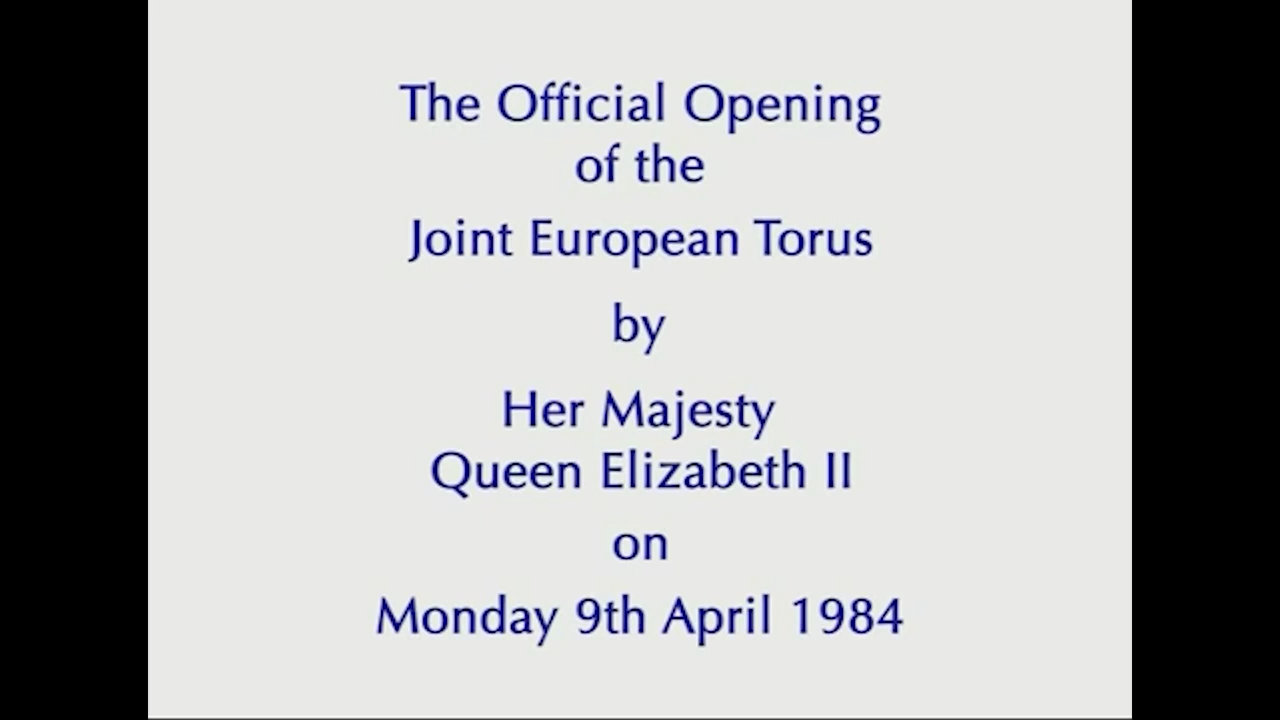 The Official Opening
of the
Joint European Torus
by
Her Majesty
Queen Elizabeth II
on
Monday 9th April 1984